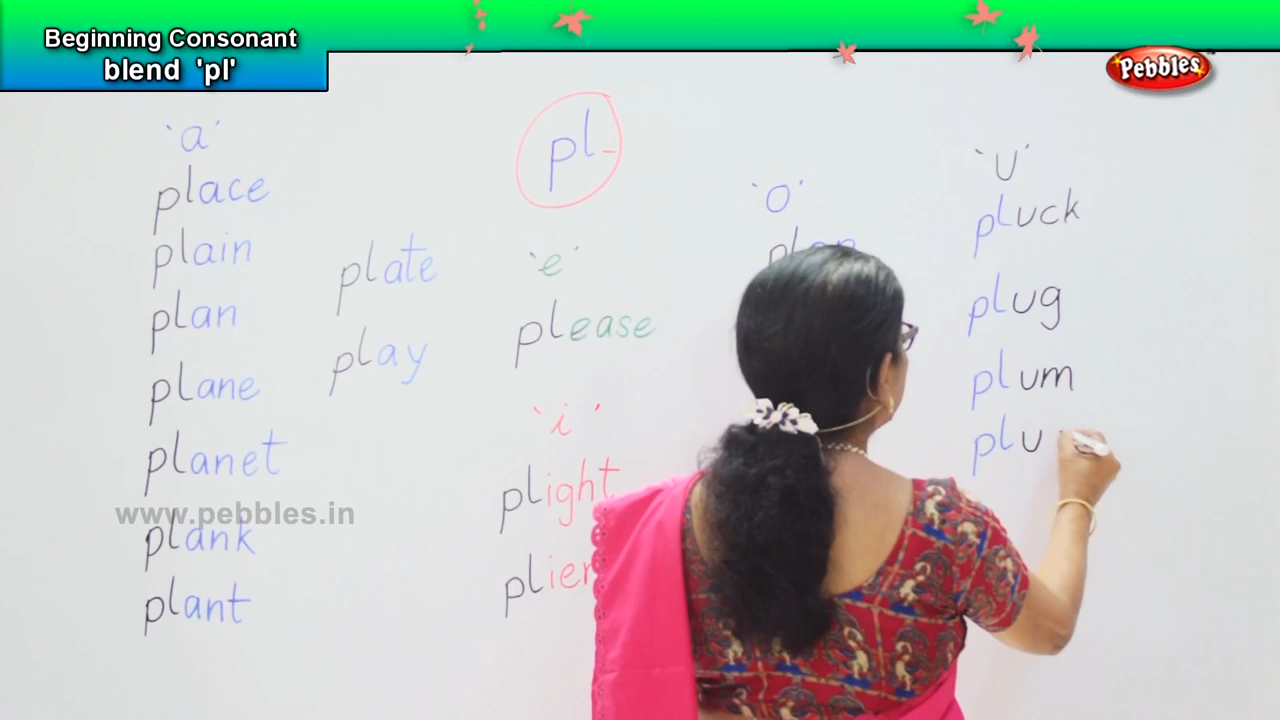 Beginning Consonant
blend 'pl'
Pebbles
pl-
'a'
place
plain
plan
plane
planet
plank
plant
plate
play
'e'
please
'i'
plight
'o'
'u'
pluck
plug
plum
www.pebbles.in